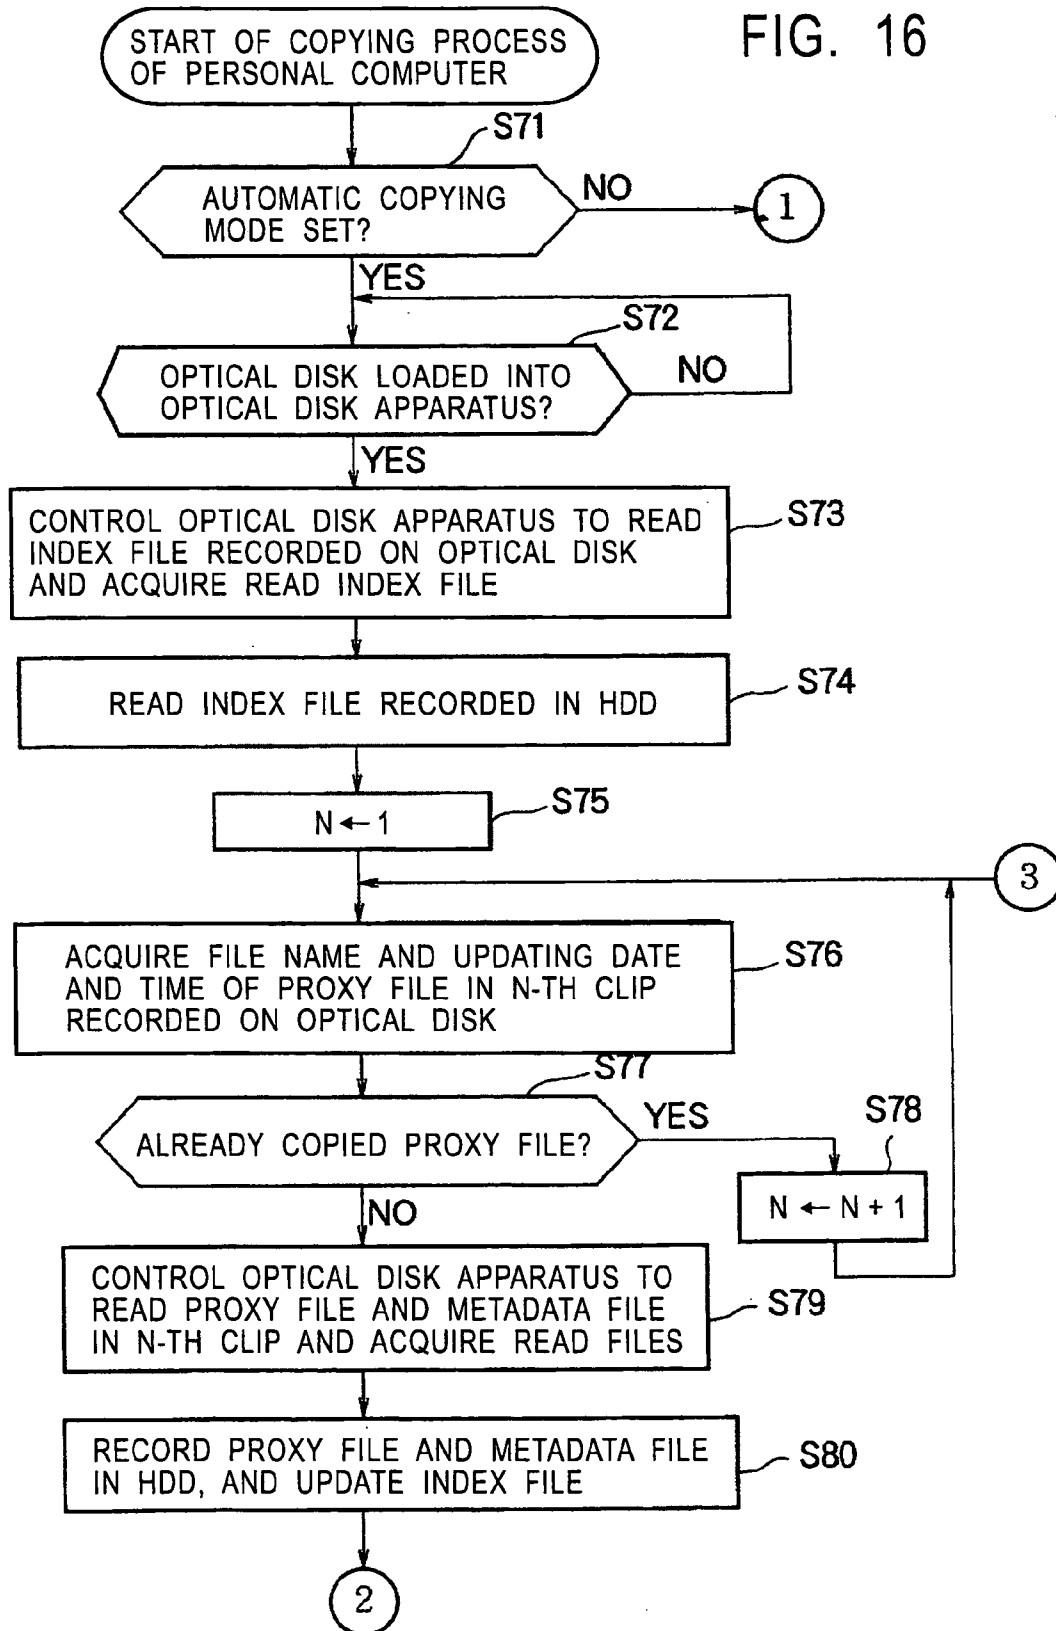 FIG. 16
START OF COPYING PROCESS
OF PERSONAL COMPUTER
S71
AUTOMATIC COPYING
MODE SET?
NO
1
YES
S72
OPTICAL DISK LOADED INTO
OPTICAL DISK APPARATUS?
NO
YES
S73
CONTROL OPTICAL DISK APPARATUS TO READ
INDEX FILE RECORDED ON OPTICAL DISK
AND ACQUIRE READ INDEX FILE
S74
READ INDEX FILE RECORDED IN HDD
S75
N ← 1
3
S76
ACQUIRE FILE NAME AND UPDATING DATE
AND TIME OF PROXY FILE IN N-TH CLIP
RECORDED ON OPTICAL DISK
S77
ALREADY COPIED PROXY FILE?
YES
S78
N ← N + 1
NO
S79
CONTROL OPTICAL DISK APPARATUS TO
READ PROXY FILE AND METADATA FILE
IN N-TH CLIP AND ACQUIRE READ FILES
S80
RECORD PROXY FILE AND METADATA FILE
IN HDD, AND UPDATE INDEX FILE
2